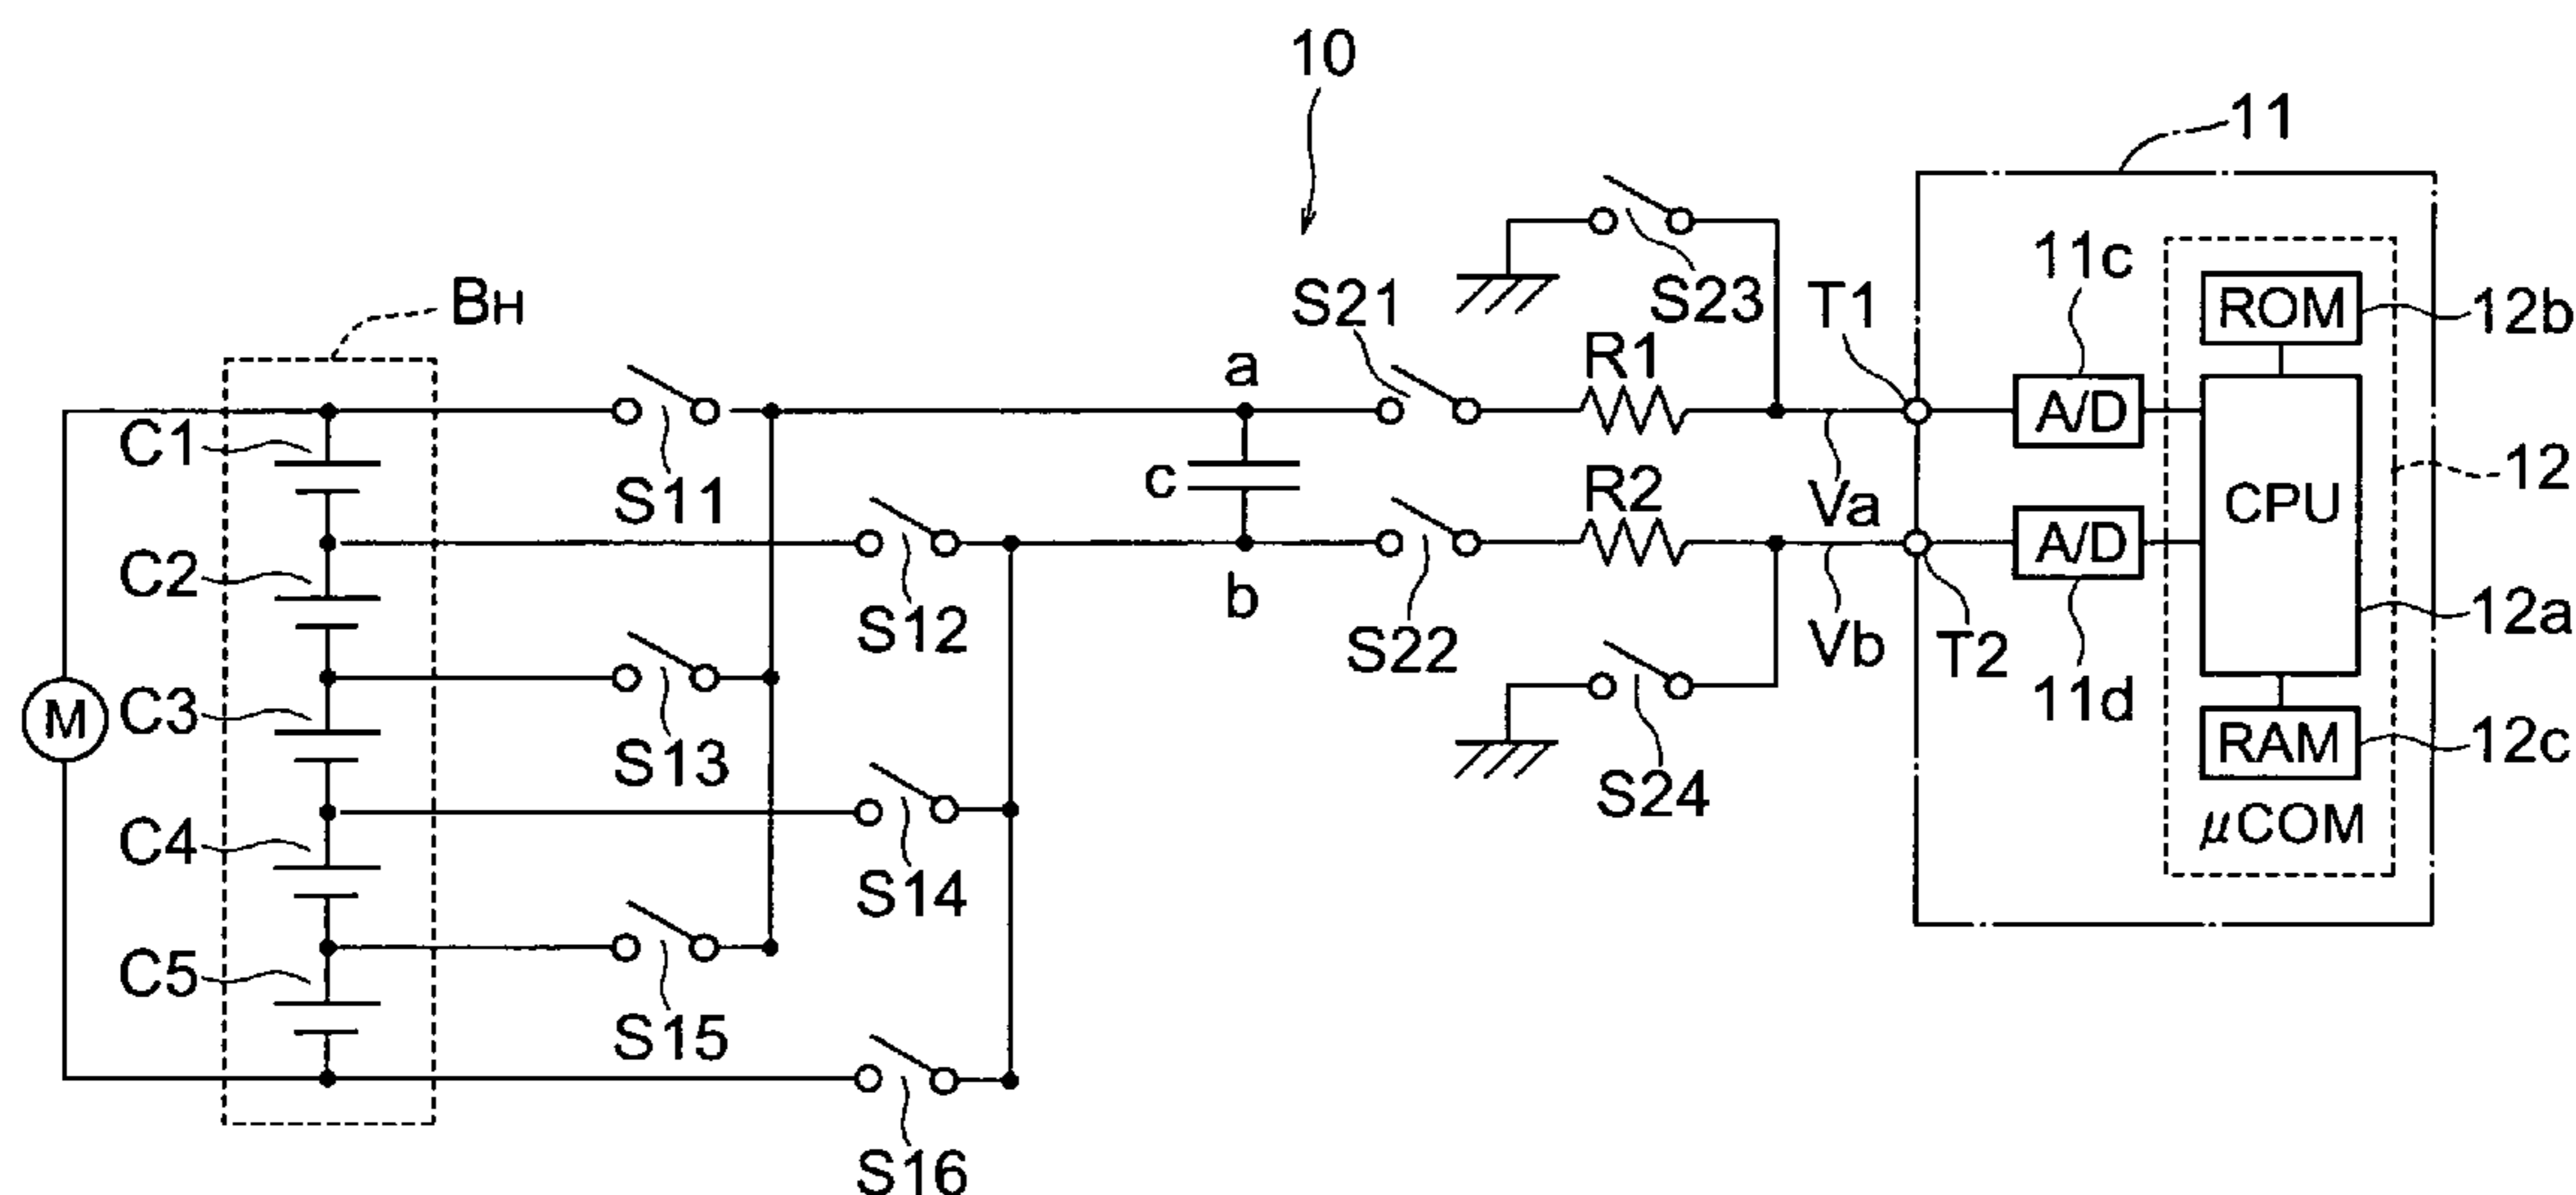 10
11
BH
S21
S23
T1
11c
ROM
12b
C1
S11
a
R1
A/D
c
R2
Va
CPU
12
C2
S12
b
S22
Vb
T2
A/D
11d
12a
M
C3
S13
S24
RAM
12c
C4
S14
μCOM
C5
S15
S16